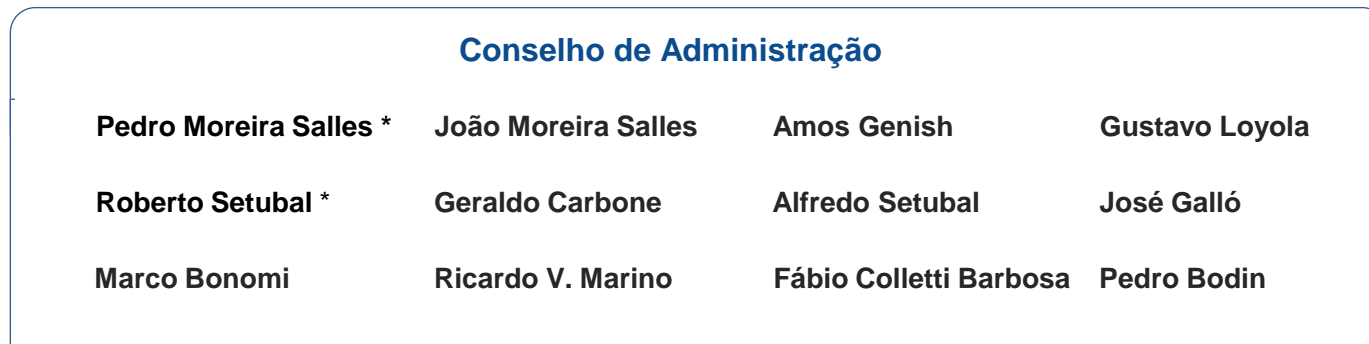 Conselho de Administração
Pedro Moreira Salles * João Moreira Salles Amos Genish Gustavo Loyola
Roberto Setubal * Geraldo Carbone Alfredo Setubal José Galló
Marco Bonomi Ricardo V. Marino Fábio Colletti Barbosa Pedro Bodin